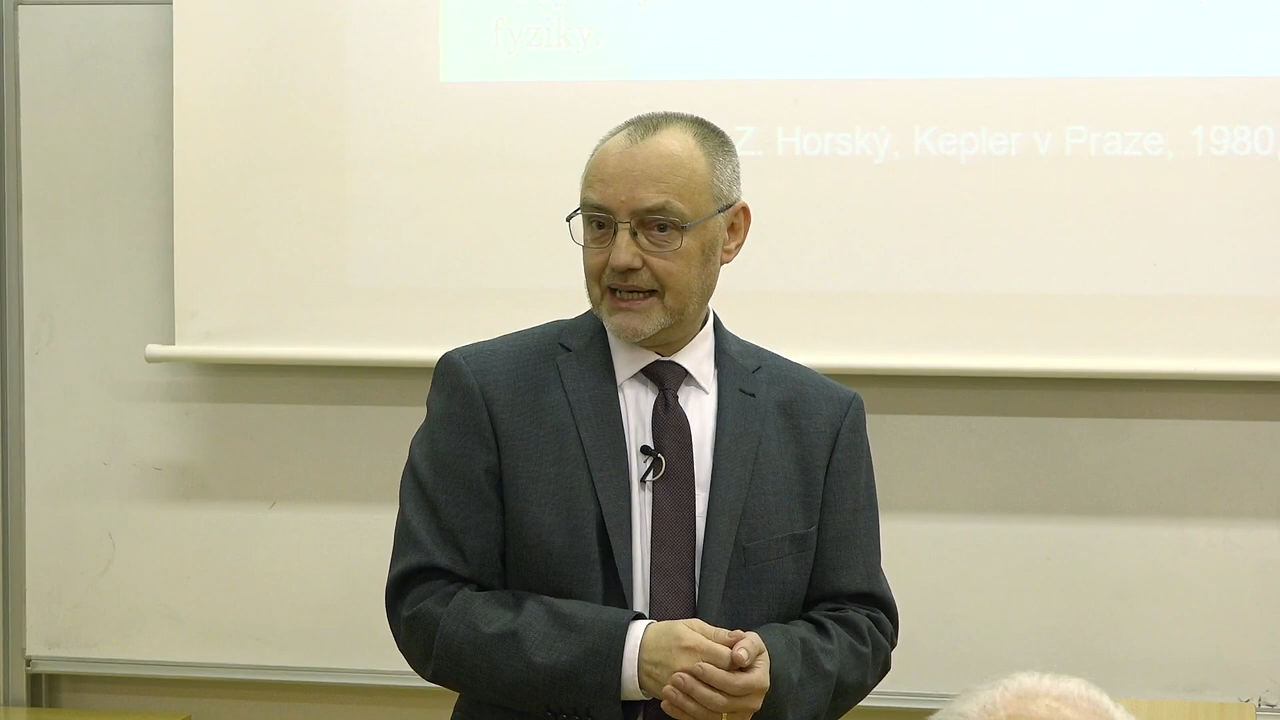 fyziky.
Z. Horský, Kepler v Praze, 1980,